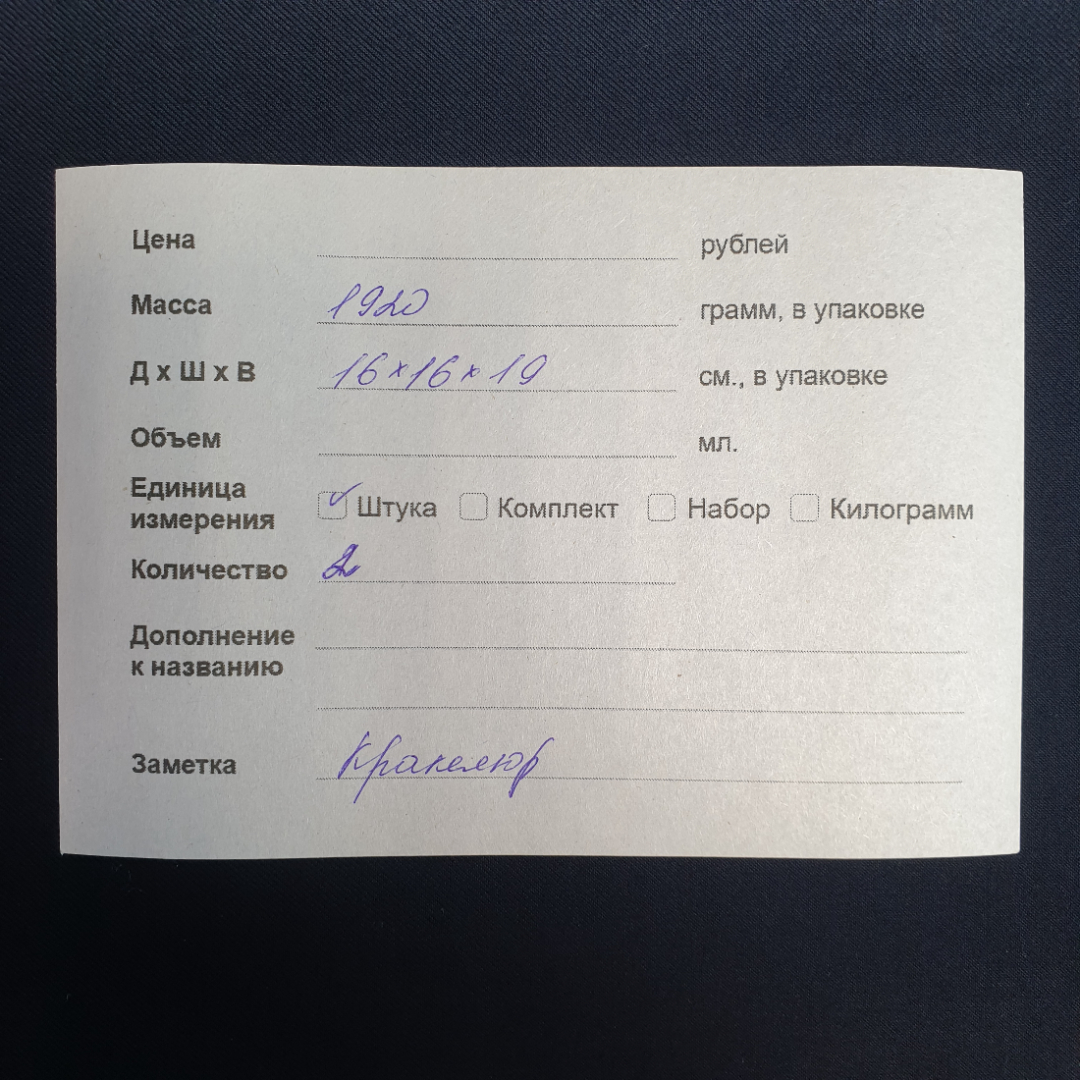 Цена рублей
Масса 1920 грамм, в упаковке
Д х Ш х В 16×16×19 см., в упаковке
Объем мл.
Единица
измерения Штука Комплект Набор Килограмм
Количество 2
Дополнение
к названию
Заметка Кракелюр